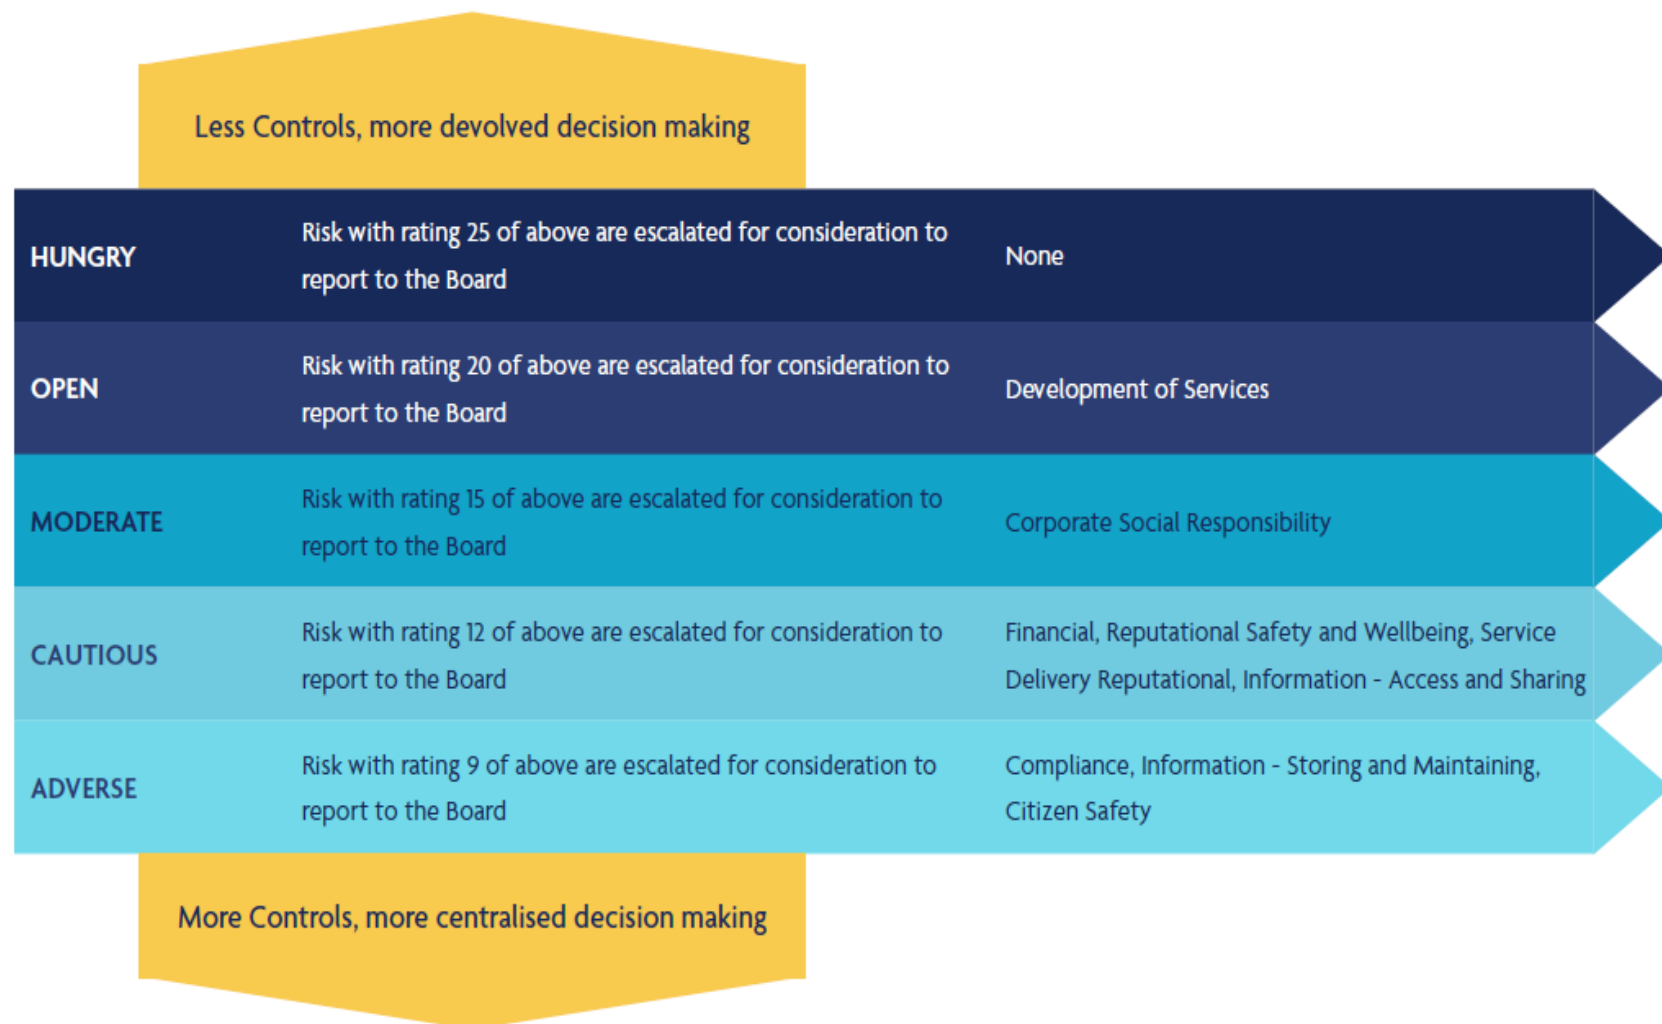 Less Controls, more devolved decision making
HUNGRY
Risk with rating 25 of above are escalated for consideration to
report to the Board
None
OPEN
Risk with rating 20 of above are escalated for consideration to
report to the Board
Development of Services
MODERATE
Risk with rating 15 of above are escalated for consideration to
report to the Board
Corporate Social Responsibility
CAUTIOUS
Risk with rating 12 of above are escalated for consideration to
report to the Board
Financial, Reputational Safety and Wellbeing, Service
Delivery Reputational, Information - Access and Sharing
ADVERSE
Risk with rating 9 of above are escalated for consideration to
report to the Board
Compliance, Information - Storing and Maintaining,
Citizen Safety
More Controls, more centralised decision making